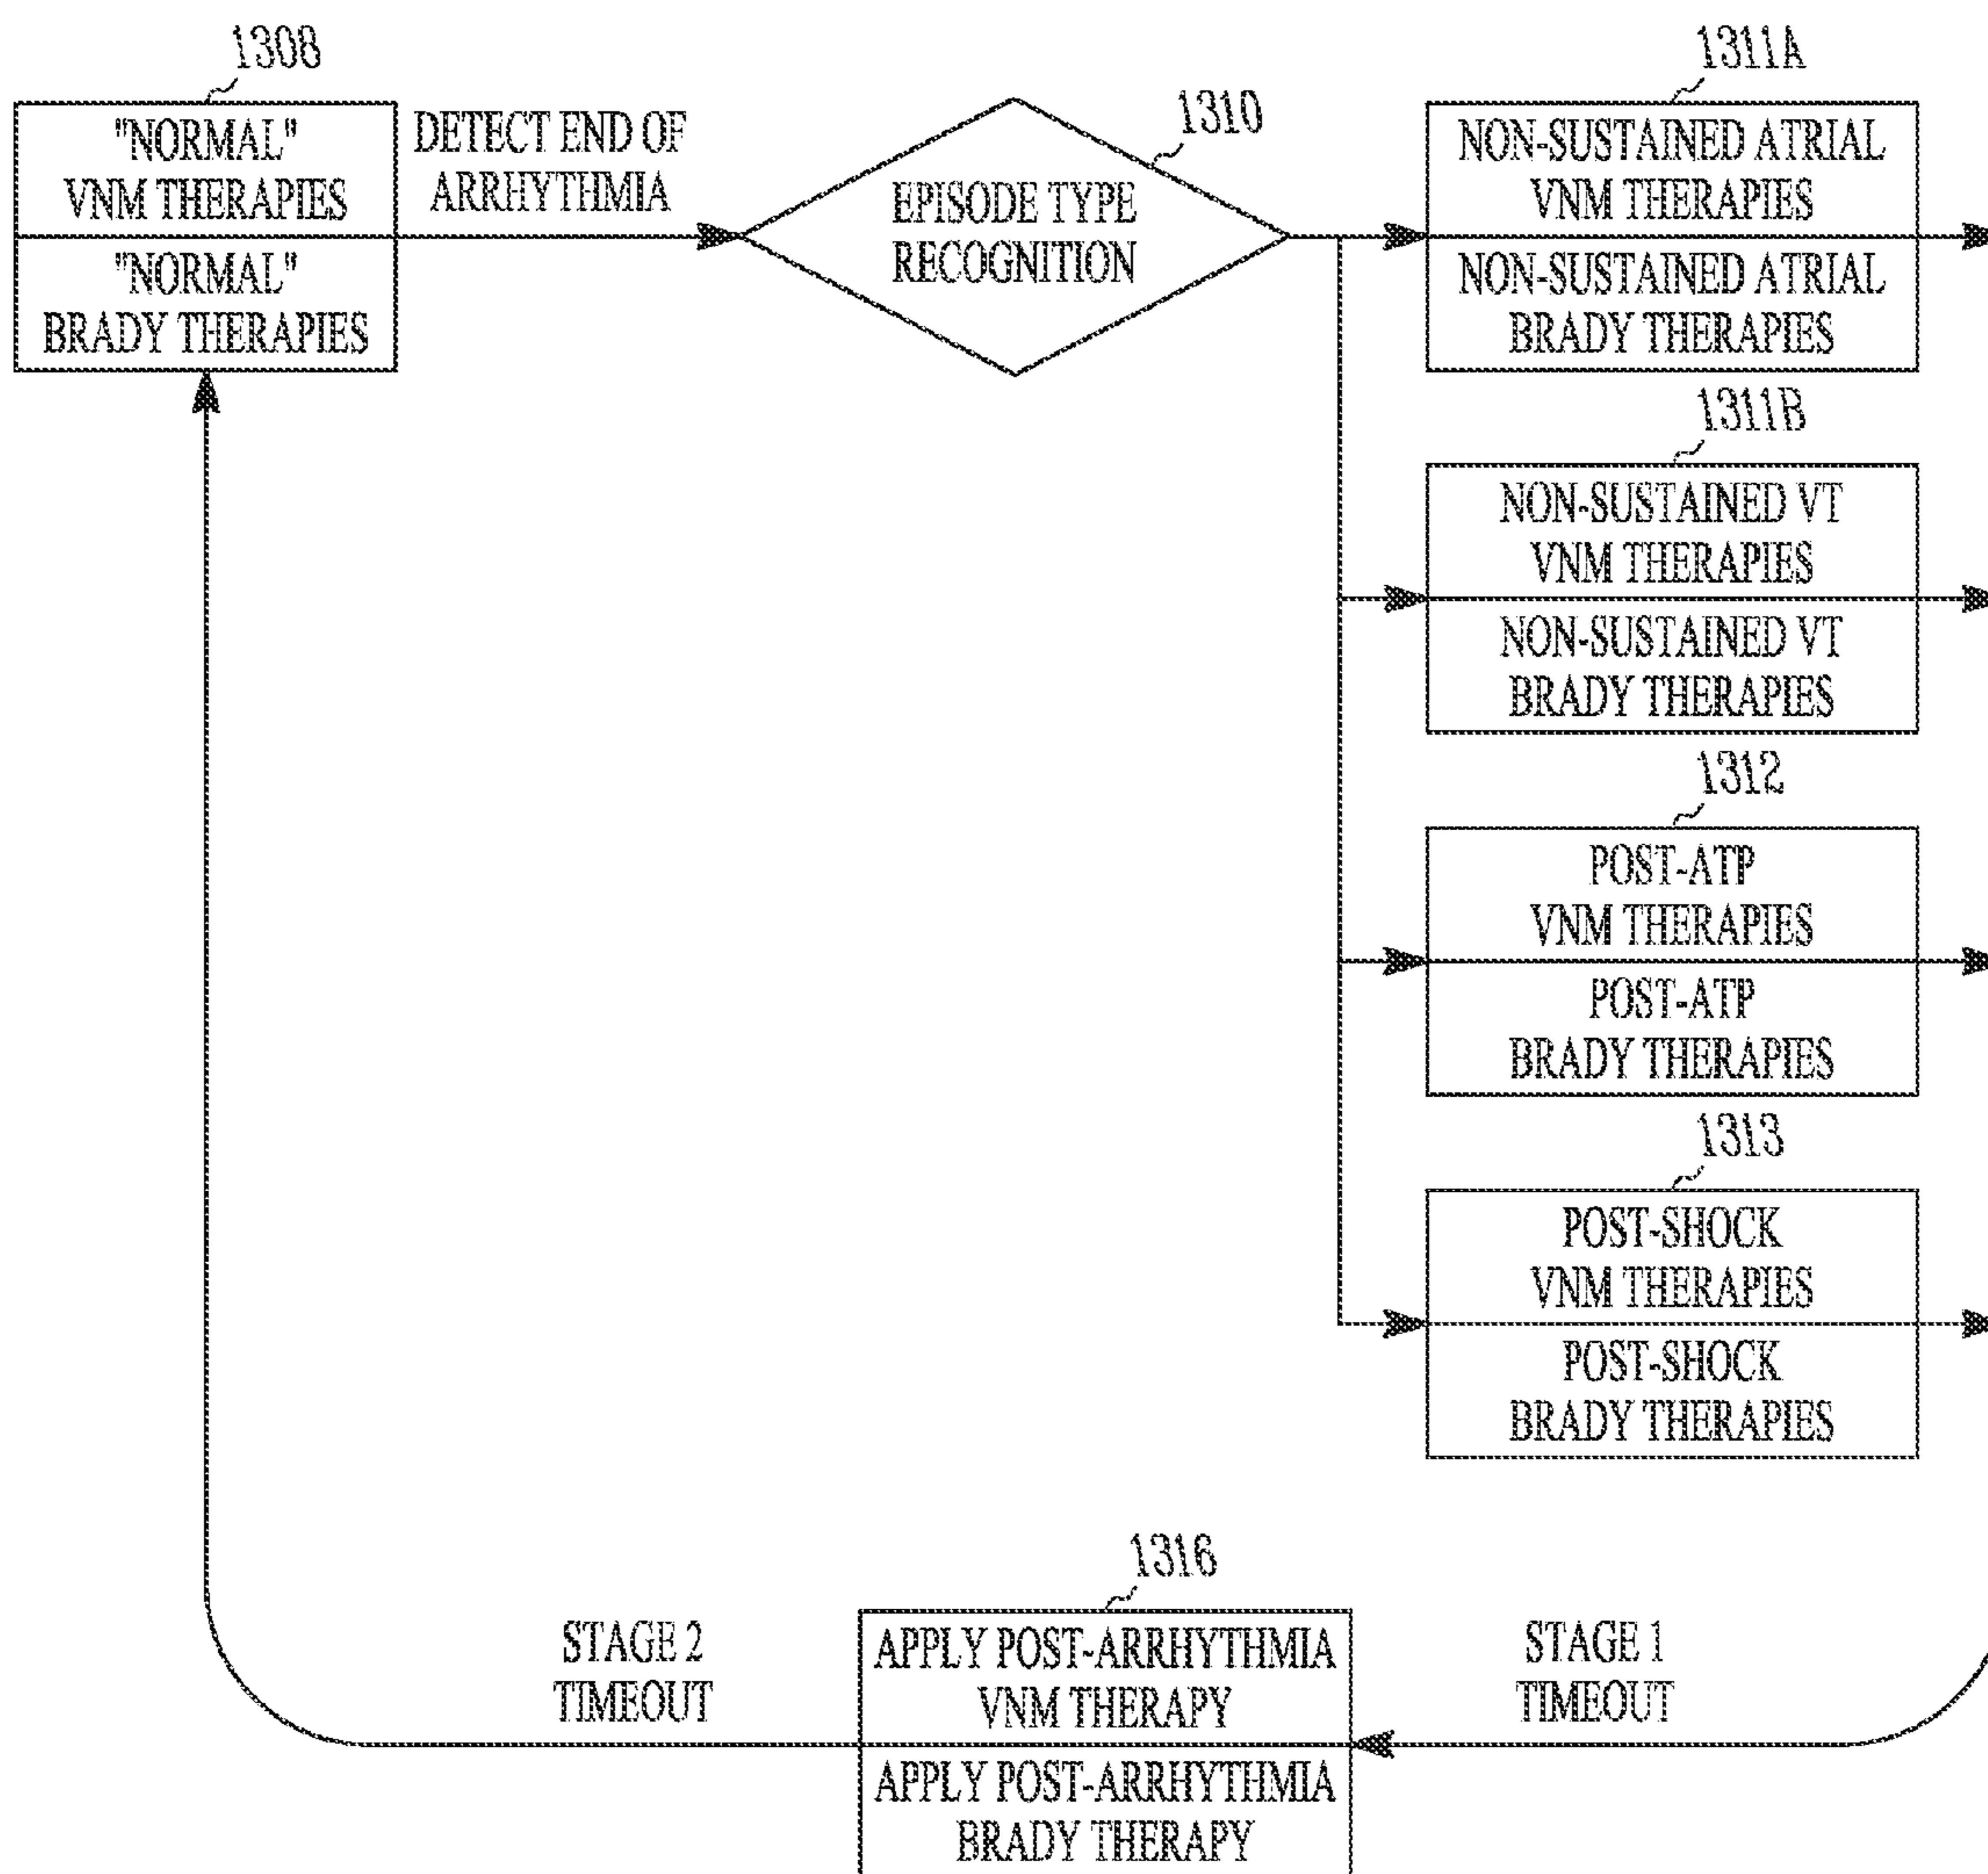 1308
"NORMAL"
VNM THERAPIES
"NORMAL"
BRADY THERAPIES
DETECT END OF
ARRHYTHMIA
1310
EPISODE TYPE
RECOGNITION
1311A
NON-SUSTAINED ATRIAL
VNM THERAPIES
NON-SUSTAINED ATRIAL
BRADY THERAPIES
1311B
NON-SUSTAINED VT
VNM THERAPIES
NON-SUSTAINED VT
BRADY THERAPIES
1312
POST-ATP
VNM THERAPIES
POST-ATP
BRADY THERAPIES
1313
POST-SHOCK
VNM THERAPIES
POST-SHOCK
BRADY THERAPIES
STAGE 1
TIMEOUT
1316
APPLY POST-ARRHYTHMIA
VNM THERAPY
APPLY POST-ARRHYTHMIA
BRADY THERAPY
STAGE 2
TIMEOUT